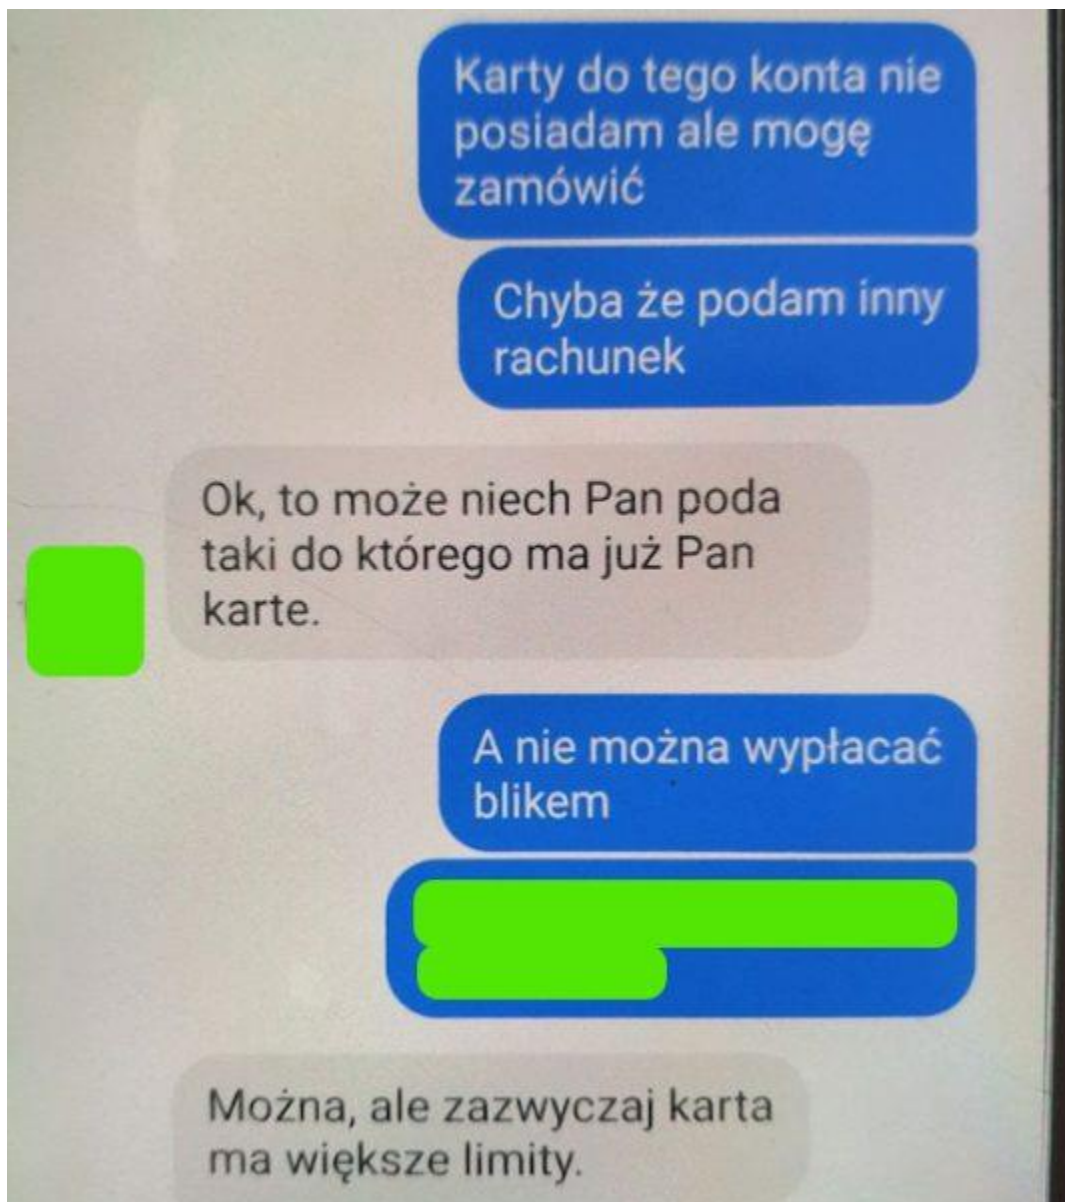 Karty do tego konta nie
posiadam ale mogę
zamówić
Chyba że podam inny
rachunek
Ok, to może niech Pan poda
taki do którego ma już Pan
karte.
A nie można wypłacać
blikem
Można, ale zazwyczaj karta
ma większe limity.